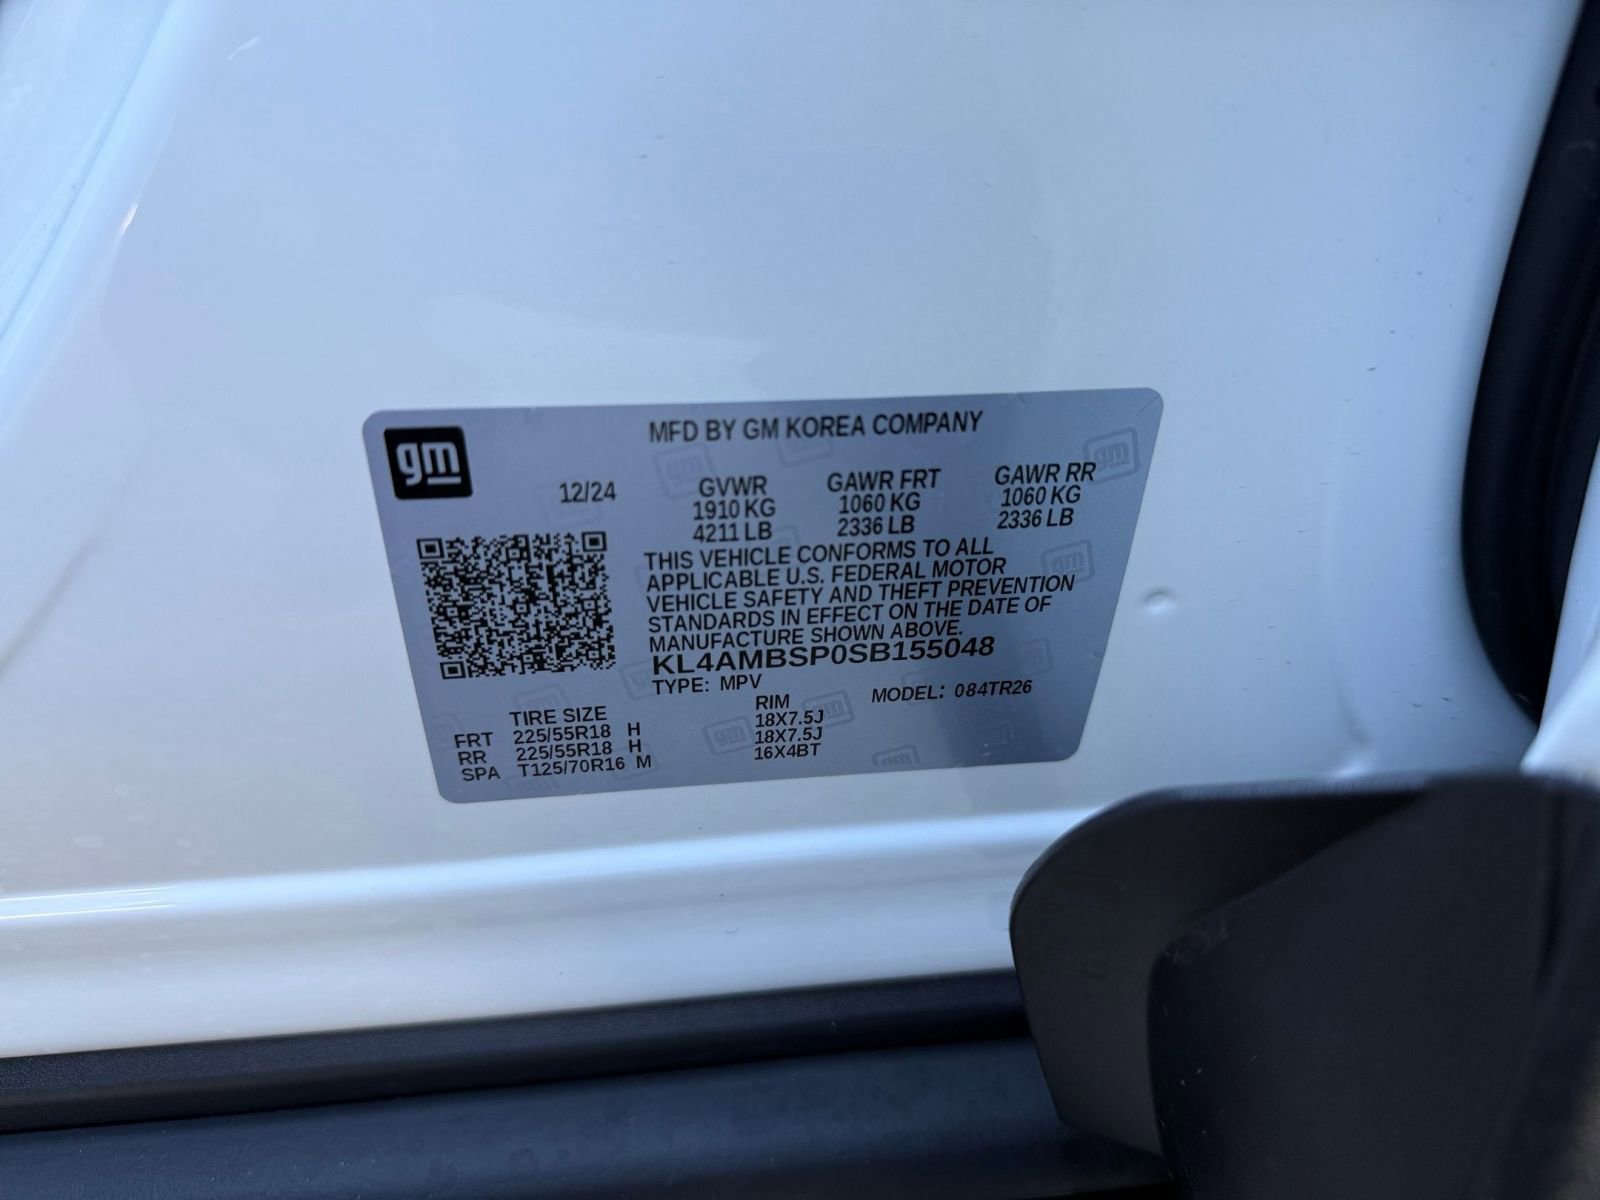 gm
MFD BY GM KOREA COMPANY
12/24
GVWR GAWR FRT GAWR RR
1910 KG 1060 KG 1060 KG
4211 LB 2336 LB 2336 LB
THIS VEHICLE CONFORMS TO ALL
APPLICABLE U.S. FEDERAL MOTOR
VEHICLE SAFETY AND THEFT PREVENTION
STANDARDS IN EFFECT ON THE DATE OF
MANUFACTURE SHOWN ABOVE.
KL4AMBSP0SB155048
TYPE: MPV MODEL: 084TR26
TIRE SIZE RIM
FRT 225/55R18 H 18X7.5J
RR 225/55R18 H 18X7.5J
SPA T125/70R16 M 16X4BT